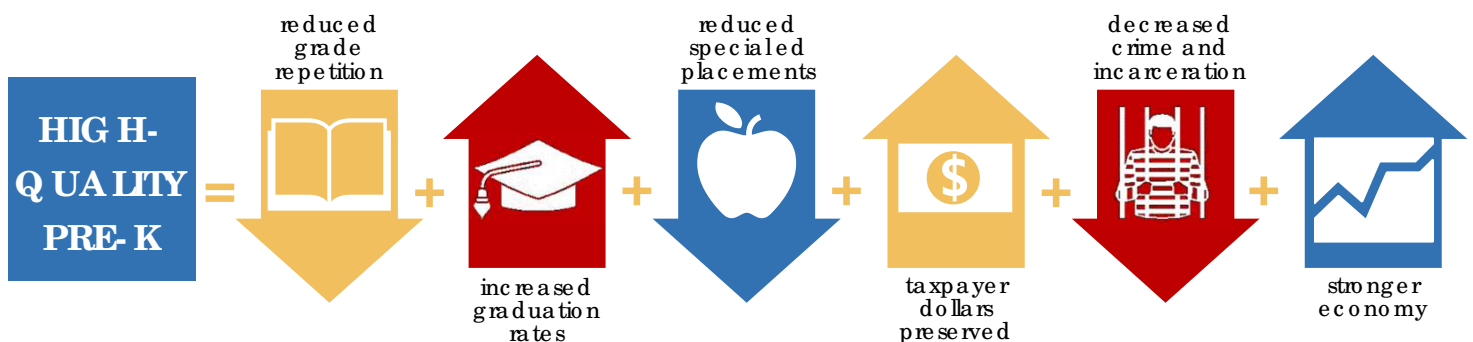 HIGH-
QUALITY
PRE-K
=
reduced
grade
repetition
+
increased
graduation
rates
+
reduced
specialed
placements
+
$
taxpayer
dollars
preserved
+
decreased
crime and
incarceration
+
stronger
economy